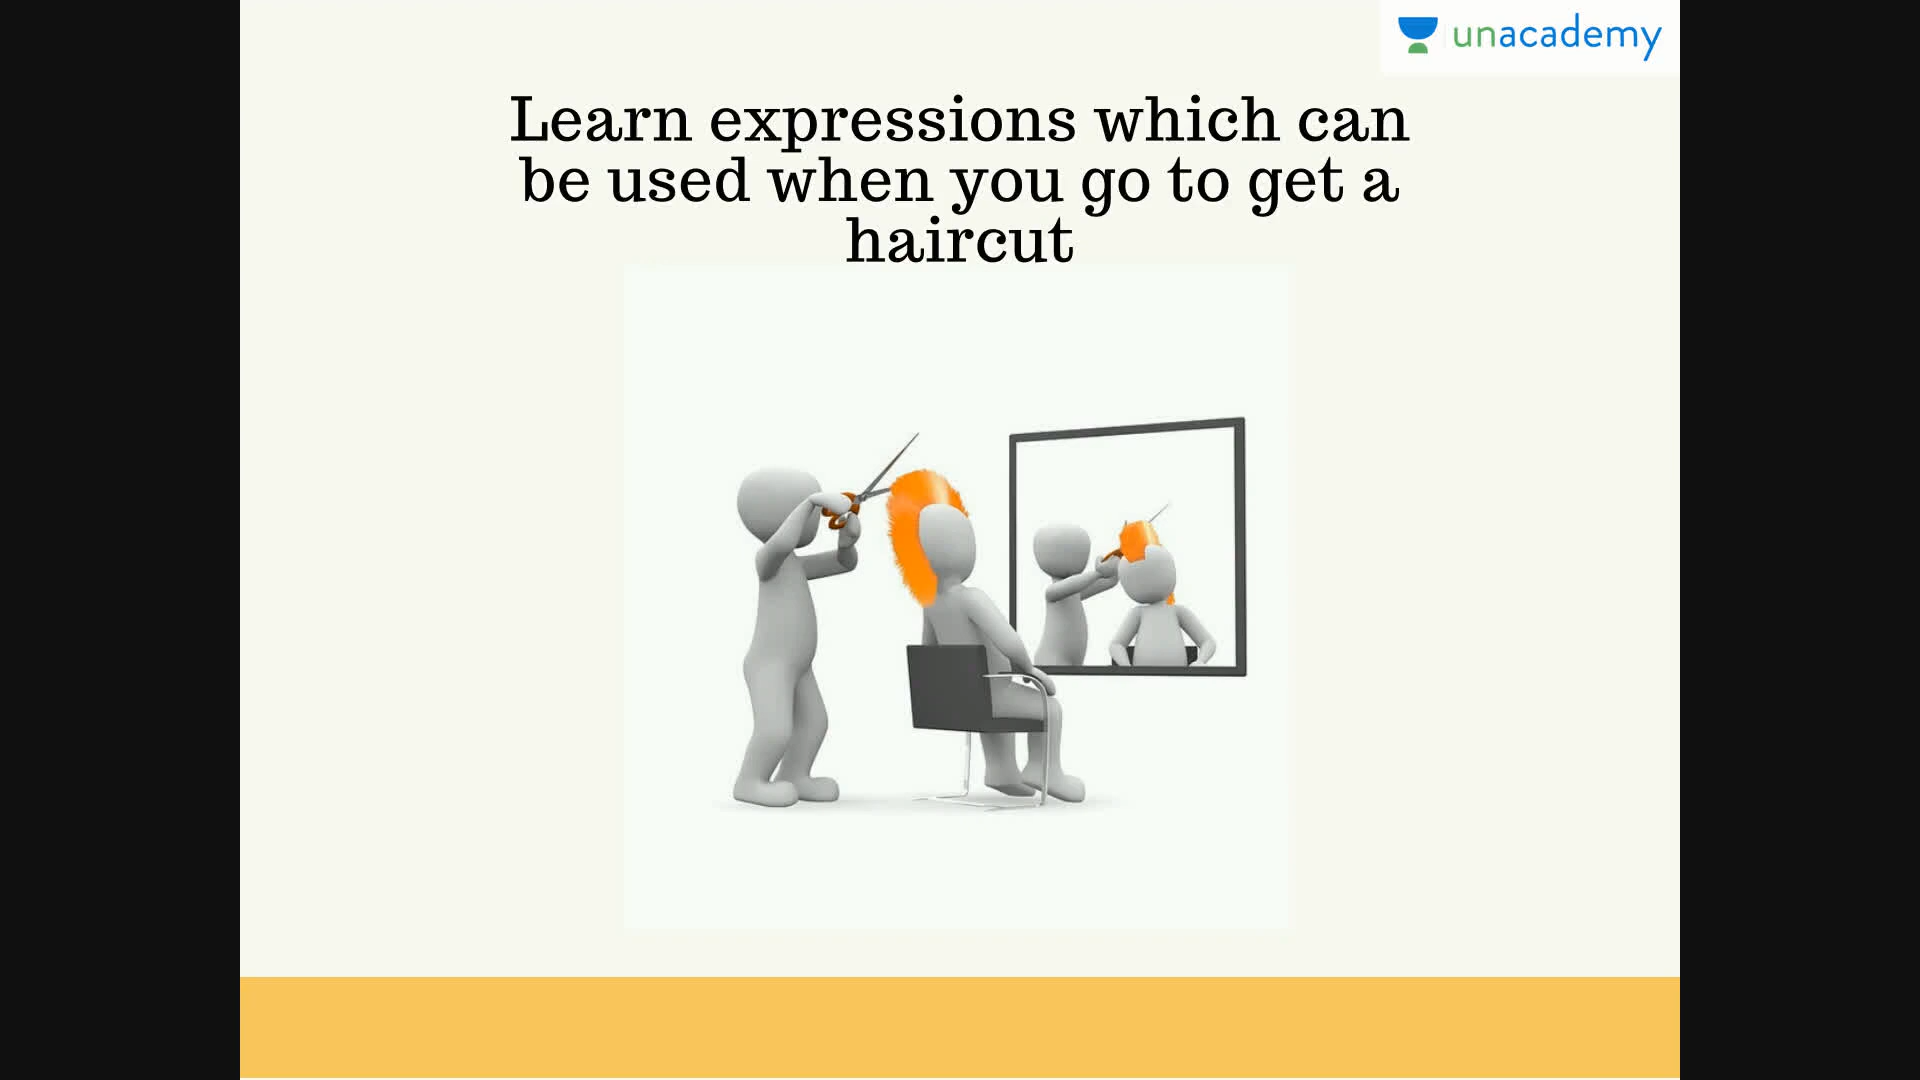 unacademy
Learn expressions which can
be used when you go to get a
haircut